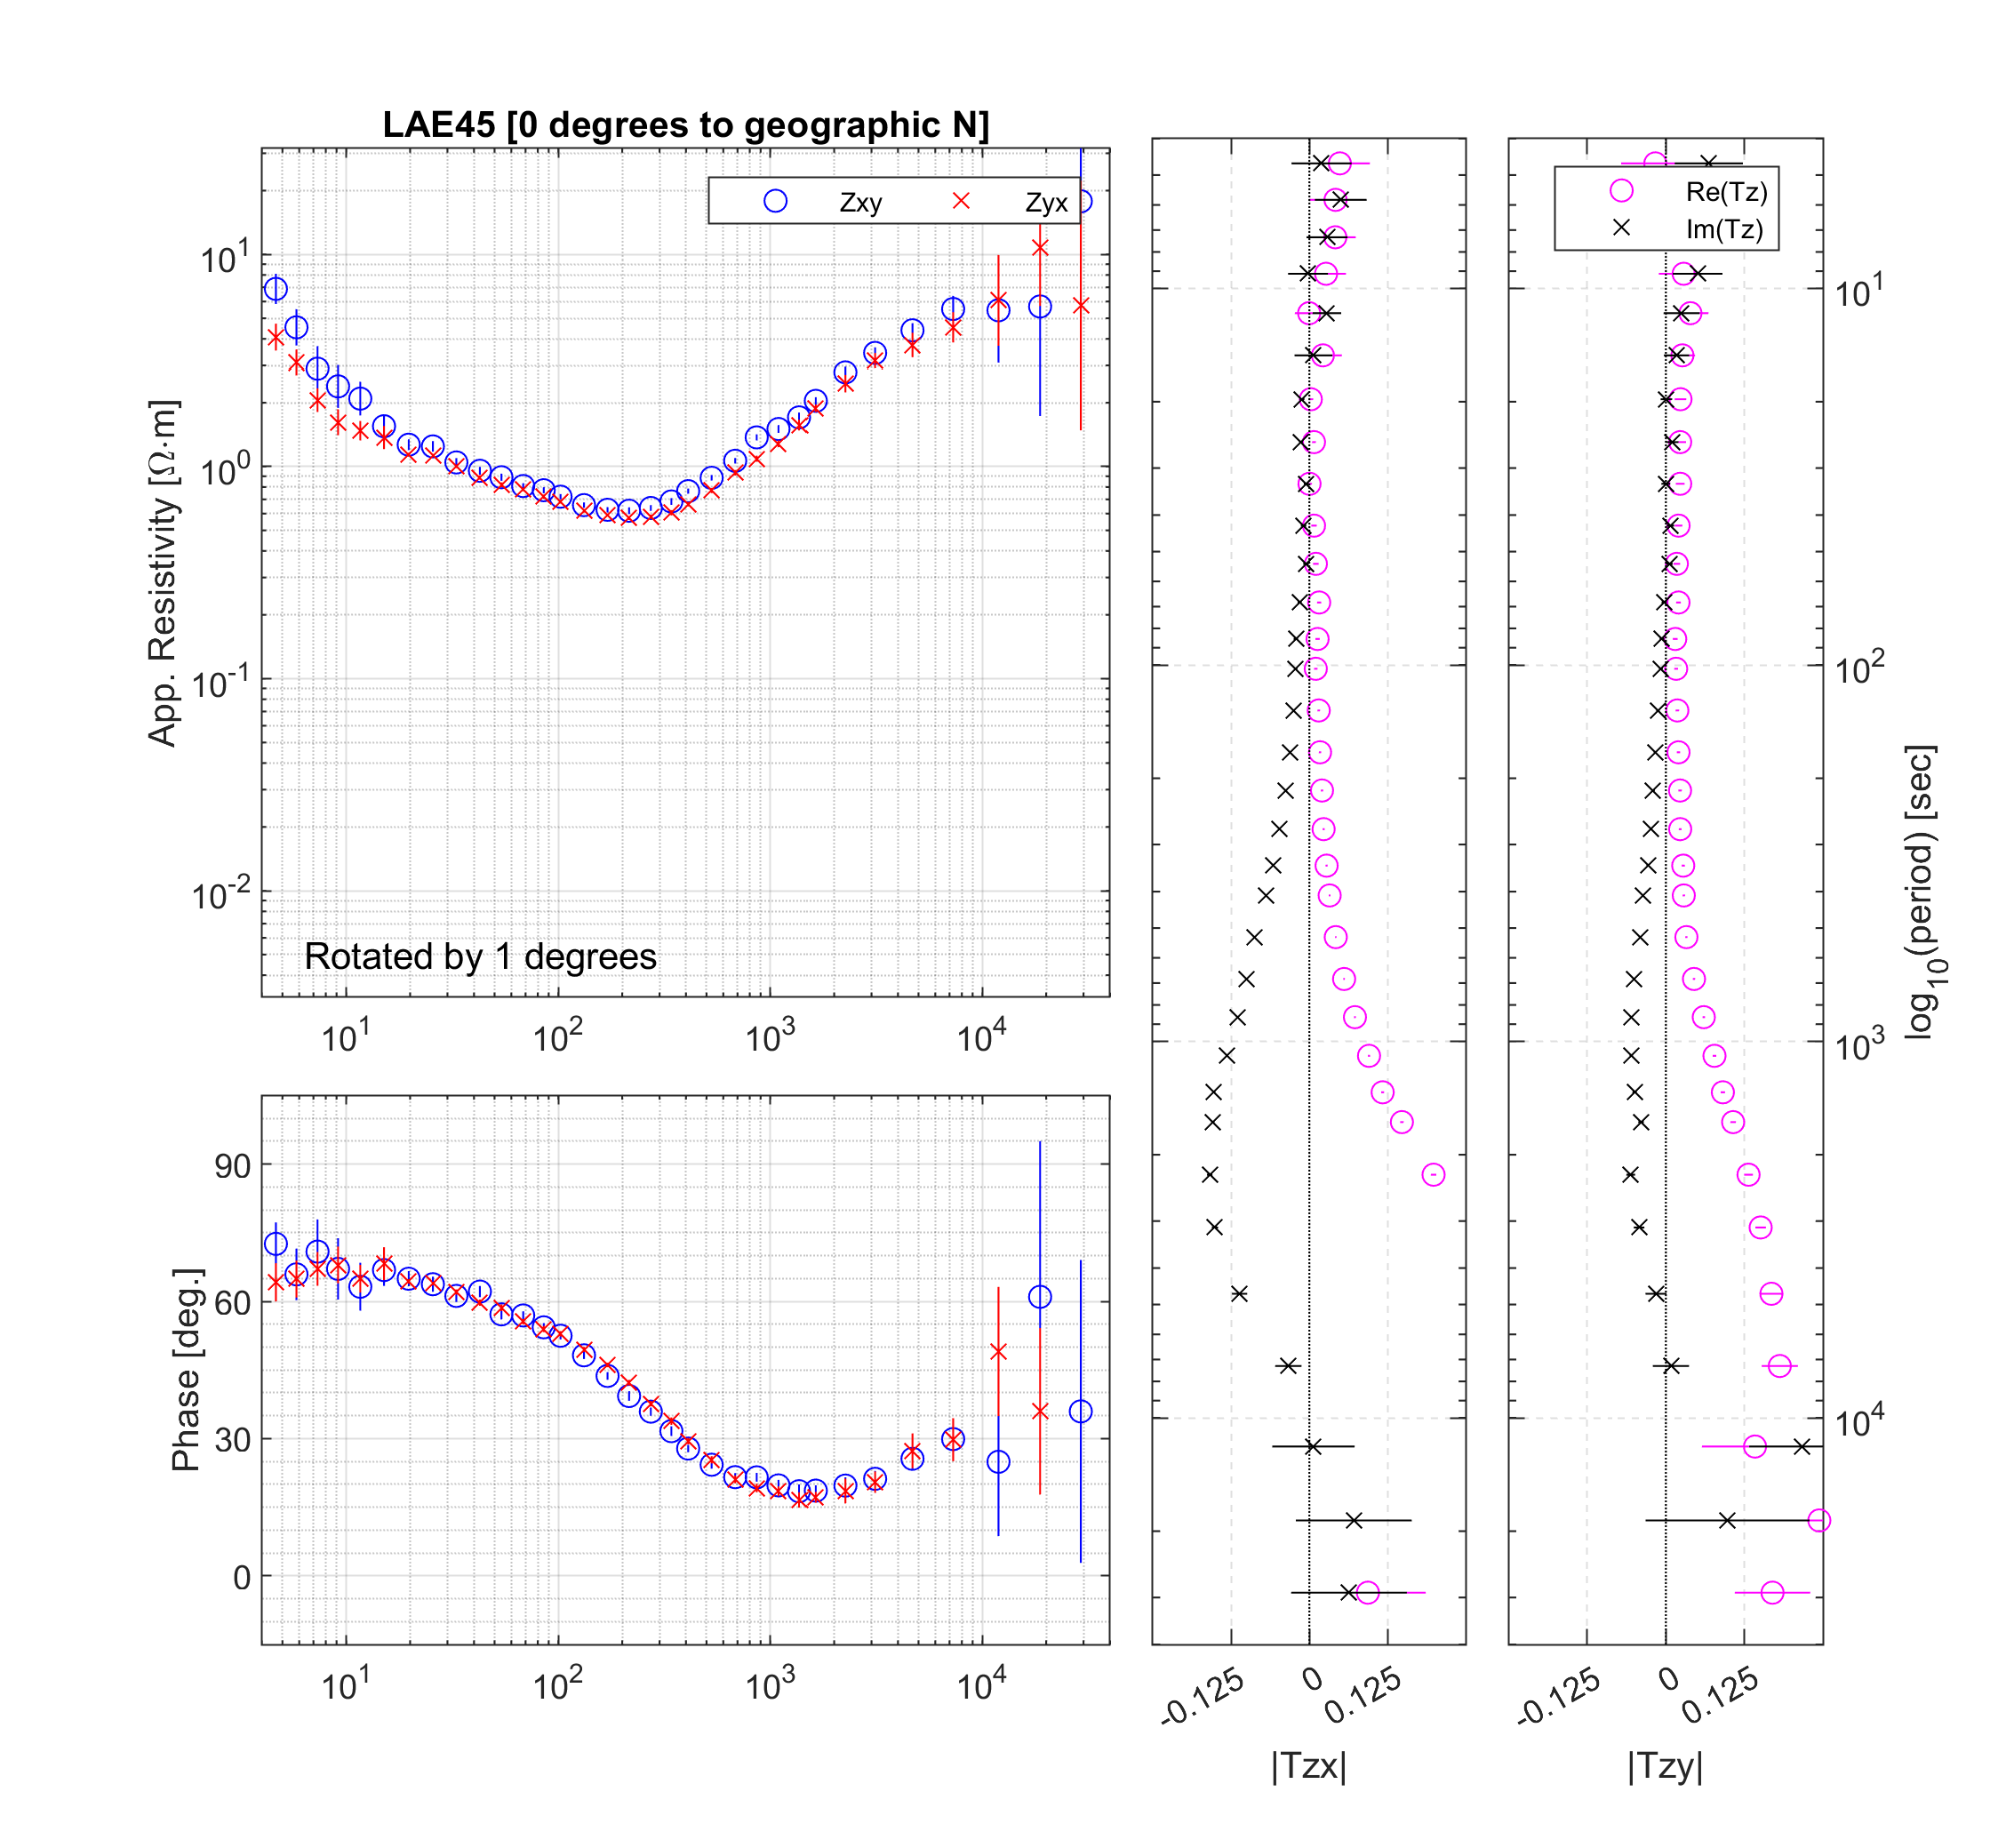 LAE45 [0 degrees to geographic N]
Zxy Zyx
App. Resistivity [Ω·m]
10^1
10^0
10^-1
10^-2
Rotated by 1 degrees
10^1 10^2 10^3 10^4
Phase [deg.]
90
60
30
0
10^1 10^2 10^3 10^4
-0.125 0 0.125
|Tzx|
Re(Tz)
Im(Tz)
10^1
10^2
10^3
10^4
log10(period) [sec]
-0.125 0 0.125
|Tzy|